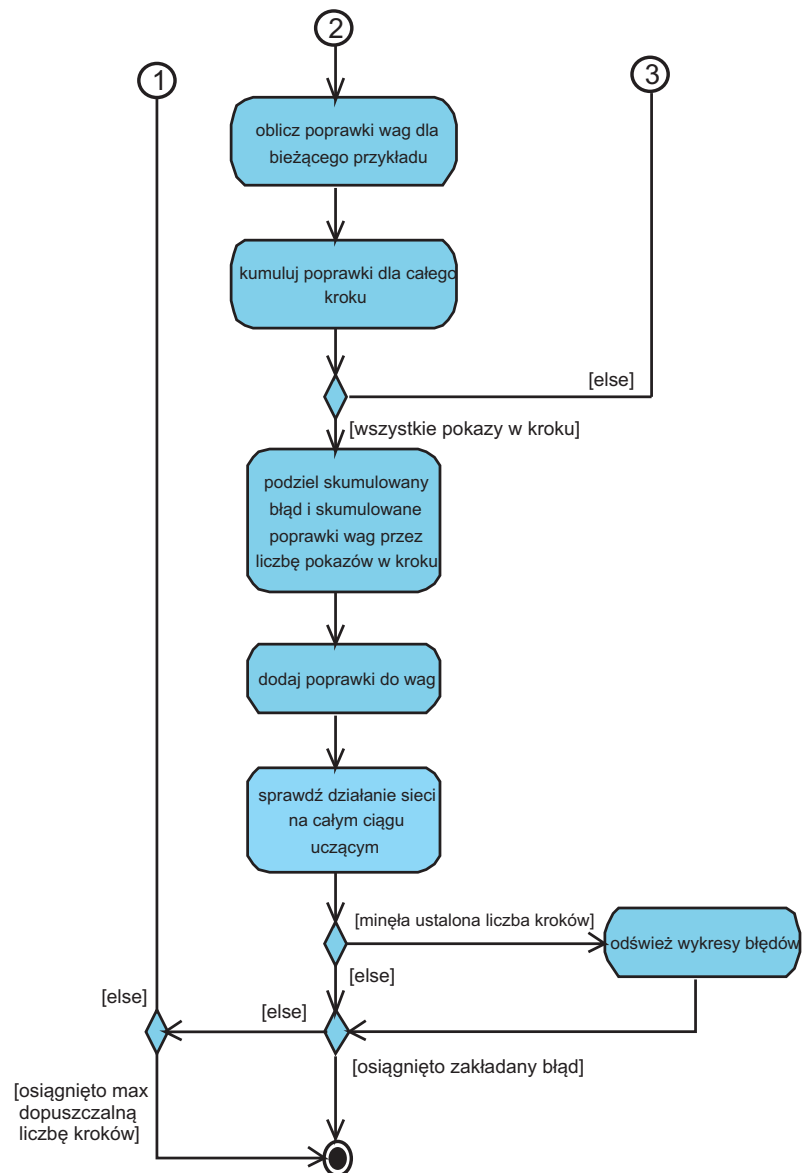 2
1
3
oblicz poprawki wag dla
bieżącego przykładu
kumuluj poprawki dla całego
kroku
[else]
[wszystkie pokazy w kroku]
podziel skumulowany
błąd i skumulowane
poprawki wag przez
liczbę pokazów w kroku
dodaj poprawki do wag
sprawdź działanie sieci
na całym ciągu
uczącym
[minęła ustalona liczba kroków]
odśwież wykresy błędów
[else]
[else]
[else]
[osiągnięto zakładany błąd]
[osiągnięto max
dopuszczalną
liczbę kroków]